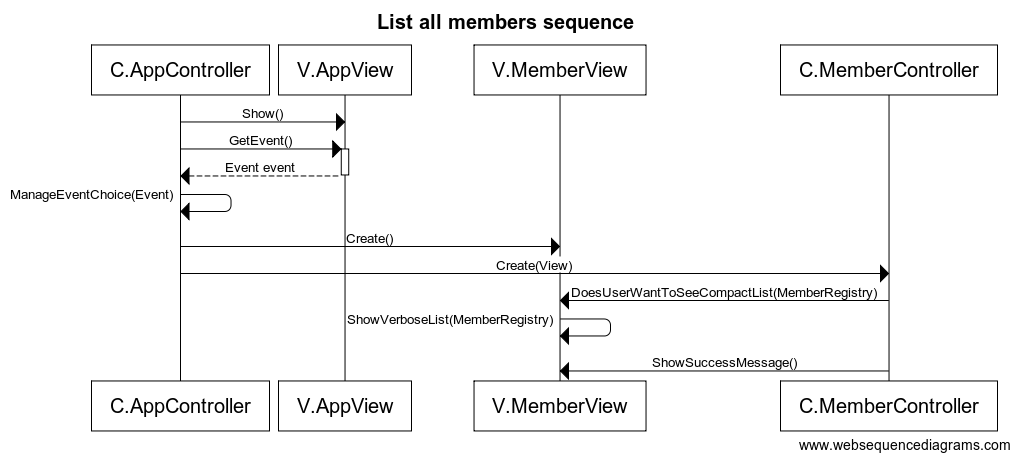 List all members sequence
C.AppController
V.AppView
V.MemberView
C.MemberController
Show()
GetEvent()
Event event
ManageEventChoice(Event)
Create()
Create(View)
DoesUserWantToSeeCompactList(MemberRegistry)
ShowVerboseList(MemberRegistry)
ShowSuccessMessage()
C.AppController
V.AppView
V.MemberView
C.MemberController
www.websequencediagrams.com